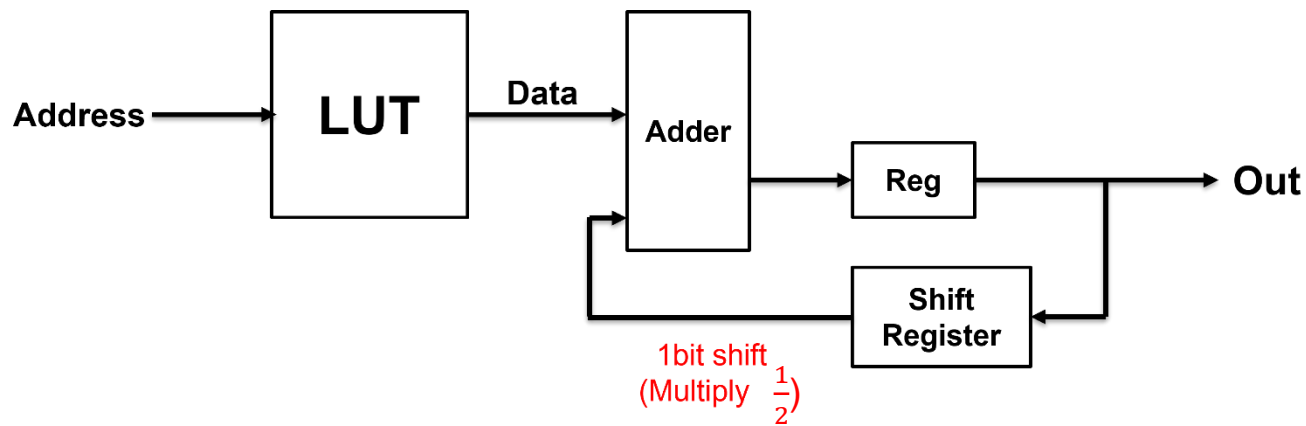 Address
LUT
Data
Adder
Reg
Out
Shift
Register
1bit shift
(Multiply 1/2)